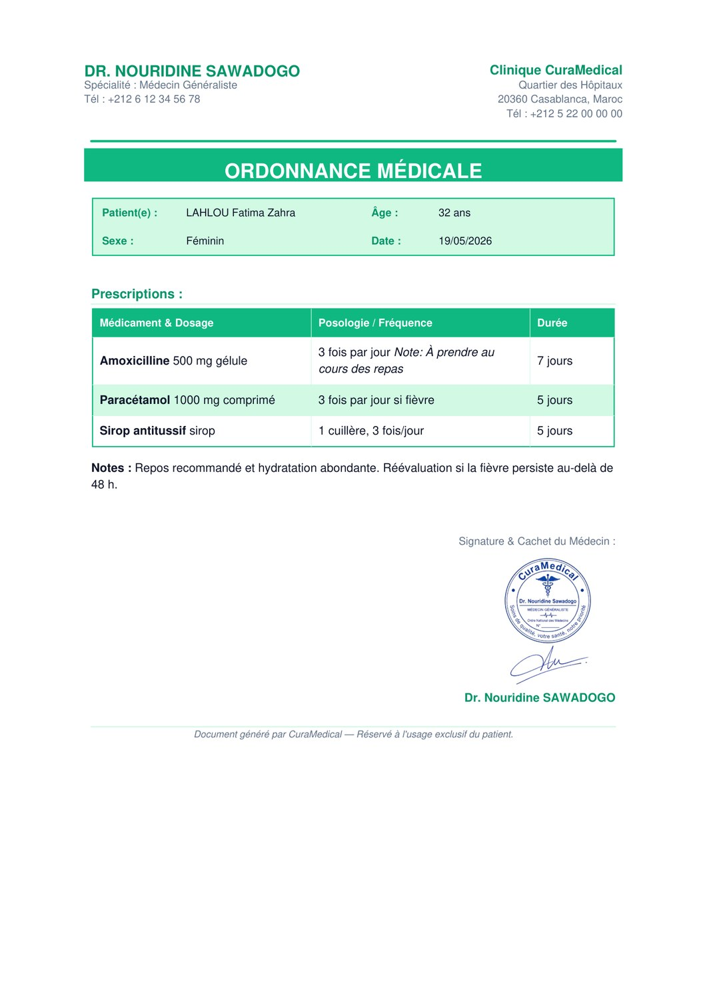 DR. NOURIDINE SAWADOGO
Spécialité : Médecin Généraliste
Tél : +212 6 12 34 56 78
Clinique CuraMedical
Quartier des Hôpitaux
20360 Casablanca, Maroc
Tél : +212 5 22 00 00 00
ORDONNANCE MÉDICALE
Patient(e) : LAHLOU Fatima Zahra Âge : 32 ans
Sexe : Féminin Date : 19/05/2026
Prescriptions :
Médicament & Dosage Posologie / Fréquence Durée
Amoxicilline 500 mg gélule 3 fois par jour Note: À prendre au
cours des repas 7 jours
Paracétamol 1000 mg comprimé 3 fois par jour si fièvre 5 jours
Sirop antitussif sirop 1 cuillère, 3 fois/jour 5 jours
Notes : Repos recommandé et hydratation abondante. Réévaluation si la fièvre persiste au-delà de
48 h.
Signature & Cachet du Médecin :
CuraMedical
Dr. Nouridine Sawadogo
MÉDECIN GÉNÉRALISTE
Ordre National des Médecins
N° ________
Soins de qualité, votre santé, notre priorité
Dr. Nouridine SAWADOGO
Document généré par CuraMedical — Réservé à l'usage exclusif du patient.